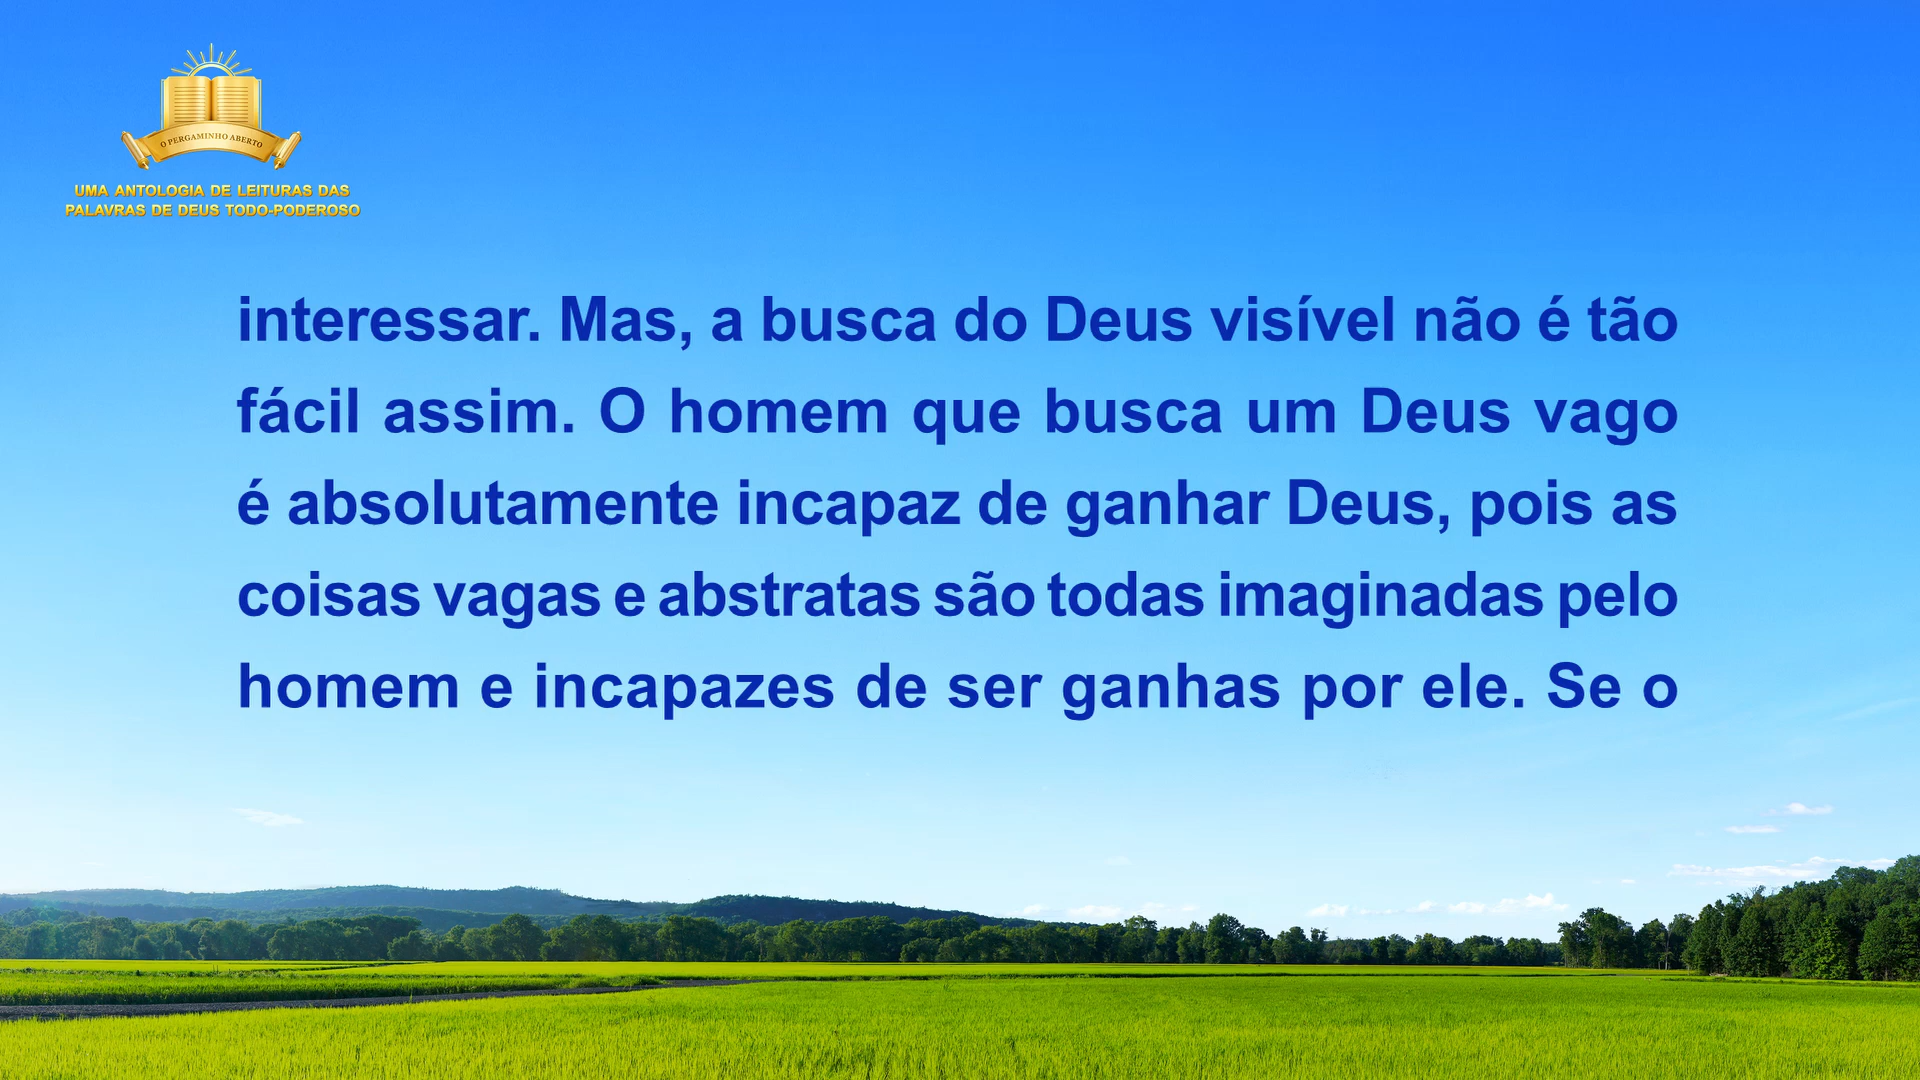 O PERGAMINHO ABERTO
UMA ANTOLOGIA DE LEITURAS DAS
PALAVRAS DE DEUS TODO-PODEROSO
interessar. Mas, a busca do Deus visível não é tão
fácil assim. O homem que busca um Deus vago
é absolutamente incapaz de ganhar Deus, pois as
coisas vagas e abstratas são todas imaginadas pelo
homem e incapazes de ser ganhas por ele. Se o